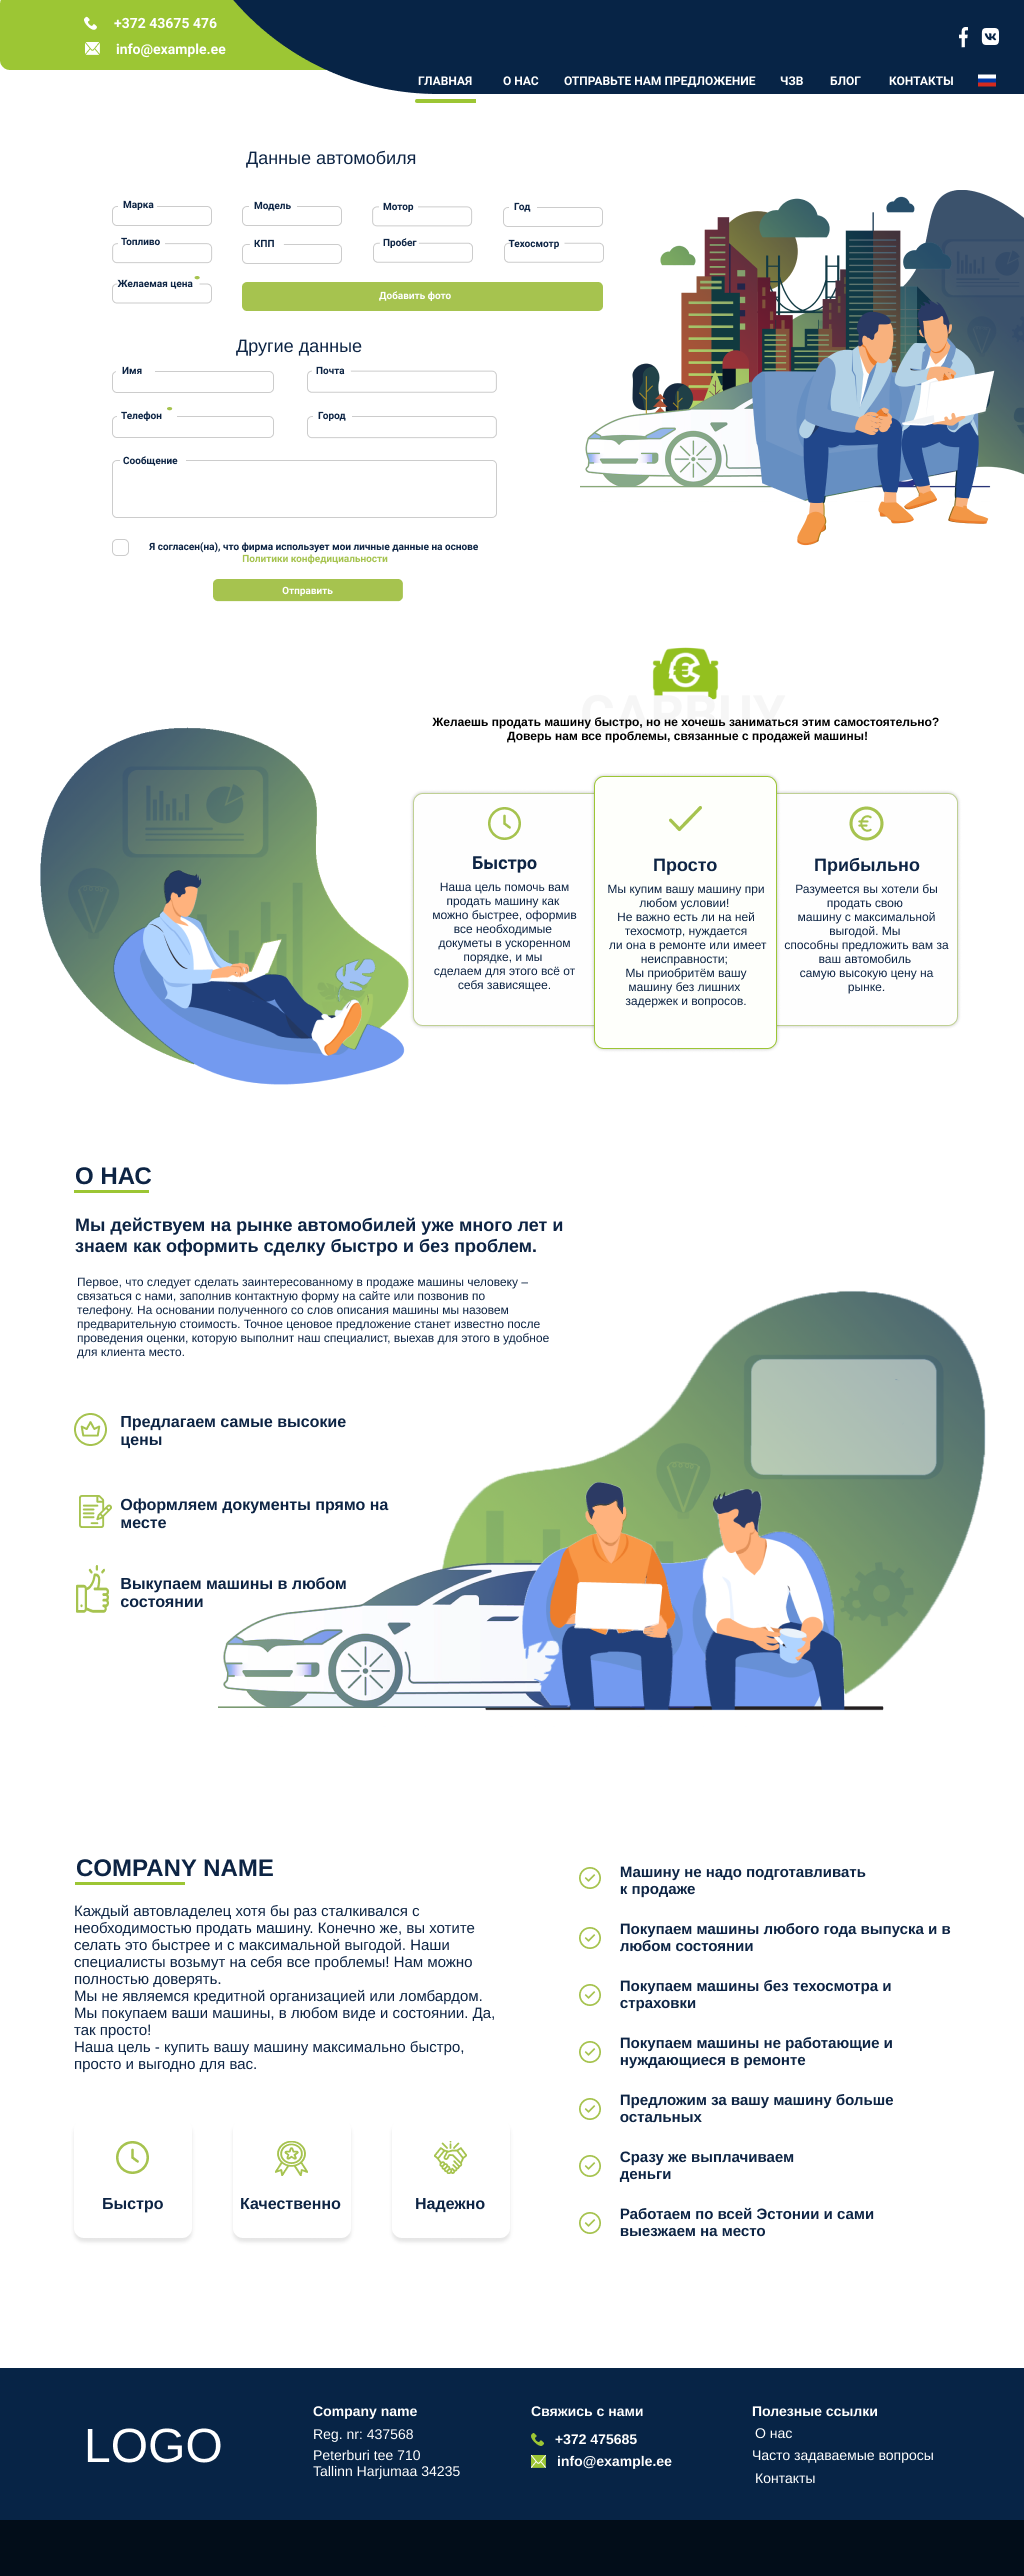 +372 43675 476
info@example.ee
ГЛАВНАЯ О НАС ОТПРАВЬТЕ НАМ ПРЕДЛОЖЕНИЕ ЧЗВ БЛОГ КОНТАКТЫ
Данные автомобиля
Марка Модель Мотор Год
Топливо КПП Пробег Техосмотр
Желаемая цена
Добавить фото
Другие данные
Имя Почта
Телефон Город
Сообщение
Я согласен(на), что фирма использует мои личные данные на основе
Политики конфедициальности
Отправить
Желаешь продать машину быстро, но не хочешь заниматься этим самостоятельно?
Доверь нам все проблемы, связанные с продажей машины!
Быстро
Наша цель помочь вам
продать машину как
можно быстрее, оформив
все необходимые
докуметы в ускоренном
порядке, и мы
сделаем для этого всё от
себя зависящее.
Просто
Мы купим вашу машину при
любом условии!
Не важно есть ли на ней
техосмотр, нуждается
ли она в ремонте или имеет
неисправности;
Мы приобритём вашу
машину без лишних
задержек и вопросов.
Прибыльно
Разумеется вы хотели бы
продать свою
машину с максимальной
выгодой. Мы
способны предложить вам за
ваш автомобиль
самую высокую цену на
рынке.
О НАС
Мы действуем на рынке автомобилей уже много лет и
знаем как оформить сделку быстро и без проблем.
Первое, что следует сделать заинтересованному в продаже машины человеку –
связаться с нами, заполнив контактную форму на сайте или позвонив по
телефону. На основании полученного со слов описания машины мы назовем
предварительную стоимость. Точное ценовое предложение станет известно после
проведения оценки, которую выполнит наш специалист, выехав для этого в удобное
для клиента место.
Предлагаем самые высокие
цены
Оформляем документы прямо на
месте
Выкупаем машины в любом
состоянии
COMPANY NAME
Каждый автовладелец хотя бы раз сталкивался с
необходимостью продать машину. Конечно же, вы хотите
селать это быстрее и с максимальной выгодой. Наши
специалисты возьмут на себя все проблемы! Нам можно
полностью доверять.
Мы не являемся кредитной организацией или ломбардом.
Мы покупаем ваши машины, в любом виде и состоянии. Да,
так просто!
Наша цель - купить вашу машину максимально быстро,
просто и выгодно для вас.
Быстро Качественно Надежно
Машину не надо подготавливать
к продаже
Покупаем машины любого года выпуска и в
любом состоянии
Покупаем машины без техосмотра и
страховки
Покупаем машины не работающие и
нуждающиеся в ремонте
Предложим за вашу машину больше
остальных
Сразу же выплачиваем
деньги
Работаем по всей Эстонии и сами
выезжаем на место
LOGO
Company name
Reg. nr: 437568
Peterburi tee 710
Tallinn Harjumaa 34235
Свяжись с нами
+372 475685
info@example.ee
Полезные ссылки
О нас
Часто задаваемые вопросы
Контакты